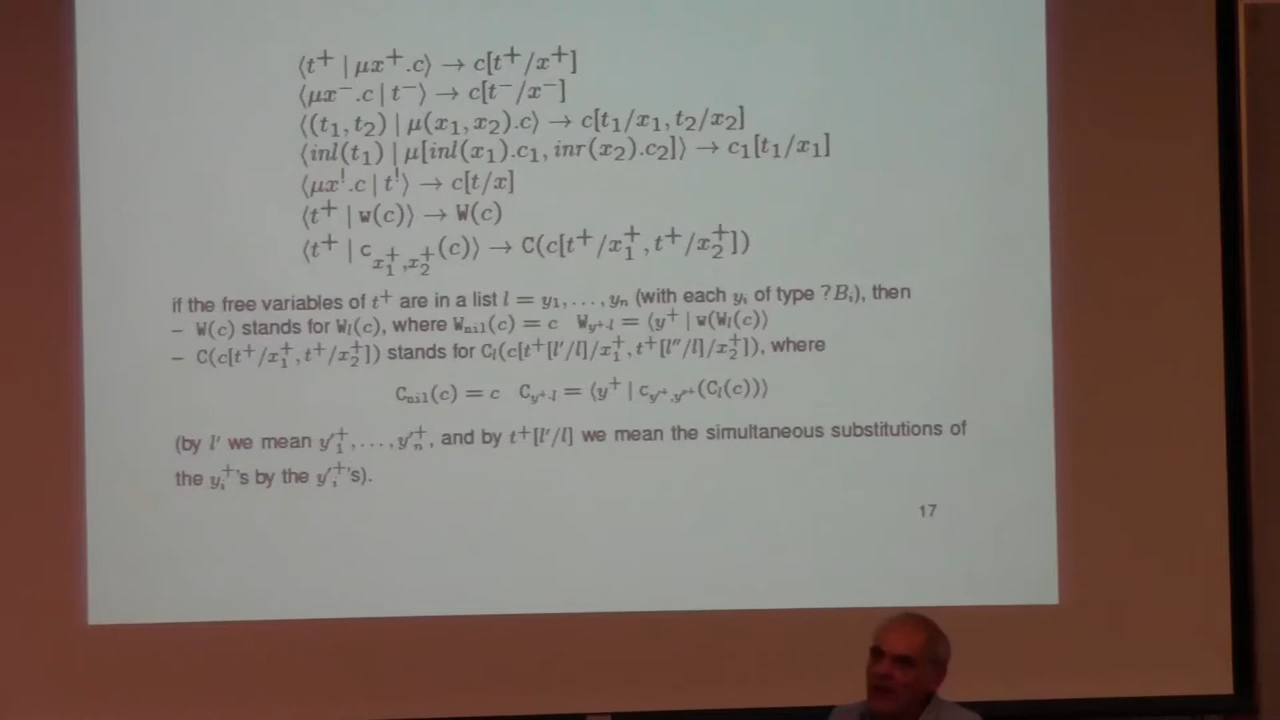 ⟨t⁺ | μx⁺.c⟩ → c[t⁺/x⁺]
⟨μx⁻.c | t⁻⟩ → c[t⁻/x⁻]
⟨(t₁, t₂) | μ(x₁, x₂).c⟩ → c[t₁/x₁, t₂/x₂]
⟨inl(t₁) | μ[inl(x₁).c₁, inr(x₂).c₂]⟩ → c₁[t₁/x₁]
⟨μx^!.c | t^!⟩ → c[t/x]
⟨t⁺ | w(c)⟩ → W(c)
⟨t⁺ | c_{x₁⁺,x₂⁺}(c)⟩ → C(c[t⁺/x₁⁺, t⁺/x₂⁺])
if the free variables of t⁺ are in a list l = y₁, . . . , yₙ (with each yᵢ of type ?Bᵢ), then
– W(c) stands for W_l(c), where W_{nil}(c) = c W_{y⁺·l} = ⟨y⁺ | w(W_l(c)⟩
– C(c[t⁺/x₁⁺, t⁺/x₂⁺]) stands for C_l(c[t⁺[l′/l]/x₁⁺, t⁺[l″/l]/x₂⁺]), where
C_{nil}(c) = c C_{y⁺·l} = ⟨y⁺ | c_{y′⁺,y″⁺}(C_l(c))⟩
(by l′ we mean y′₁⁺, . . . , y′ₙ⁺, and by t⁺[l′/l] we mean the simultaneous substitutions of
the yᵢ⁺'s by the y′ᵢ⁺'s).
17